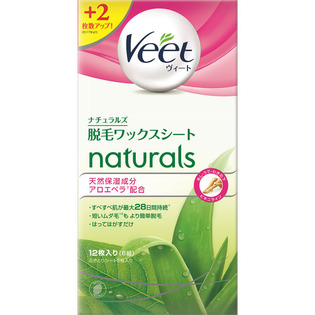 +2
枚数アップ!
Veet
ヴィート
ナチュラルズ
脱毛ワックスシート
naturals
天然保湿成分
アロエベラ配合
・すべすべ肌が最大28日間持続
・短いムダ毛もより簡単脱毛
・はってはがすだけ
12枚入り(6組)